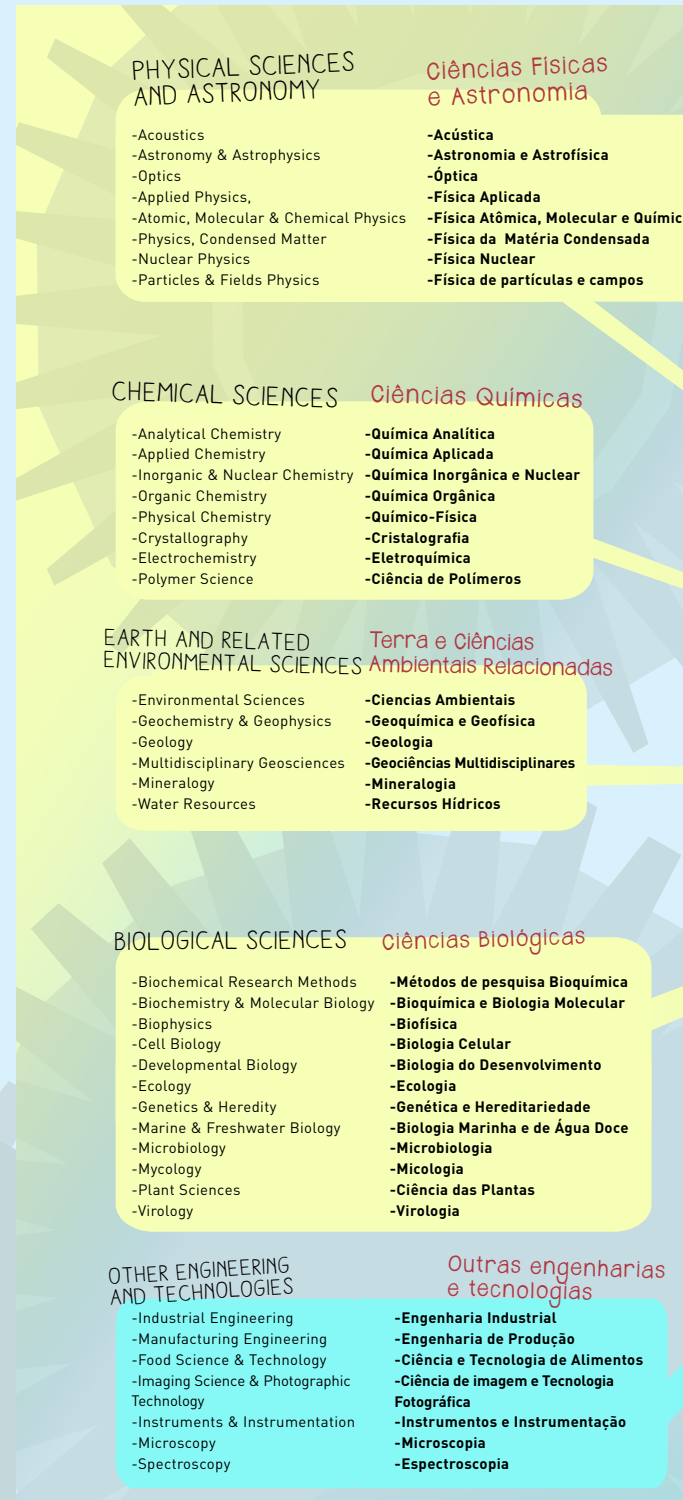 PHYSICAL SCIENCES
AND ASTRONOMY
-Acoustics
-Astronomy & Astrophysics
-Optics
-Applied Physics,
-Atomic, Molecular & Chemical Physics
-Physics, Condensed Matter
-Nuclear Physics
-Particles & Fields Physics
Ciências Físicas
e Astronomia
-Acústica
-Astronomia e Astrofísica
-Óptica
-Física Aplicada
-Física Atômica, Molecular e Químic
-Física da Matéria Condensada
-Física Nuclear
-Física de partículas e campos
CHEMICAL SCIENCES
-Analytical Chemistry
-Applied Chemistry
-Inorganic & Nuclear Chemistry
-Organic Chemistry
-Physical Chemistry
-Crystallography
-Electrochemistry
-Polymer Science
Ciências Químicas
-Química Analítica
-Química Aplicada
-Química Inorgânica e Nuclear
-Química Orgânica
-Químico-Física
-Cristalografia
-Eletroquímica
-Ciência de Polímeros
EARTH AND RELATED
ENVIRONMENTAL SCIENCES
-Environmental Sciences
-Geochemistry & Geophysics
-Geology
-Multidisciplinary Geosciences
-Mineralogy
-Water Resources
Terra e Ciências
Ambientais Relacionadas
-Ciencias Ambientais
-Geoquímica e Geofísica
-Geologia
-Geociências Multidisciplinares
-Mineralogia
-Recursos Hídricos
BIOLOGICAL SCIENCES
-Biochemical Research Methods
-Biochemistry & Molecular Biology
-Biophysics
-Cell Biology
-Developmental Biology
-Ecology
-Genetics & Heredity
-Marine & Freshwater Biology
-Microbiology
-Mycology
-Plant Sciences
-Virology
Ciências Biológicas
-Métodos de pesquisa Bioquímica
-Bioquímica e Biologia Molecular
-Biofísica
-Biologia Celular
-Biologia do Desenvolvimento
-Ecologia
-Genética e Hereditariedade
-Biologia Marinha e de Água Doce
-Microbiologia
-Micologia
-Ciência das Plantas
-Virologia
OTHER ENGINEERING
AND TECHNOLOGIES
-Industrial Engineering
-Manufacturing Engineering
-Food Science & Technology
-Imaging Science & Photographic
Technology
-Instruments & Instrumentation
-Microscopy
-Spectroscopy
Outras engenharias
e tecnologias
-Engenharia Industrial
-Engenharia de Produção
-Ciência e Tecnologia de Alimentos
-Ciência de imagem e Tecnologia
Fotográfica
-Instrumentos e Instrumentação
-Microscopia
-Espectroscopia